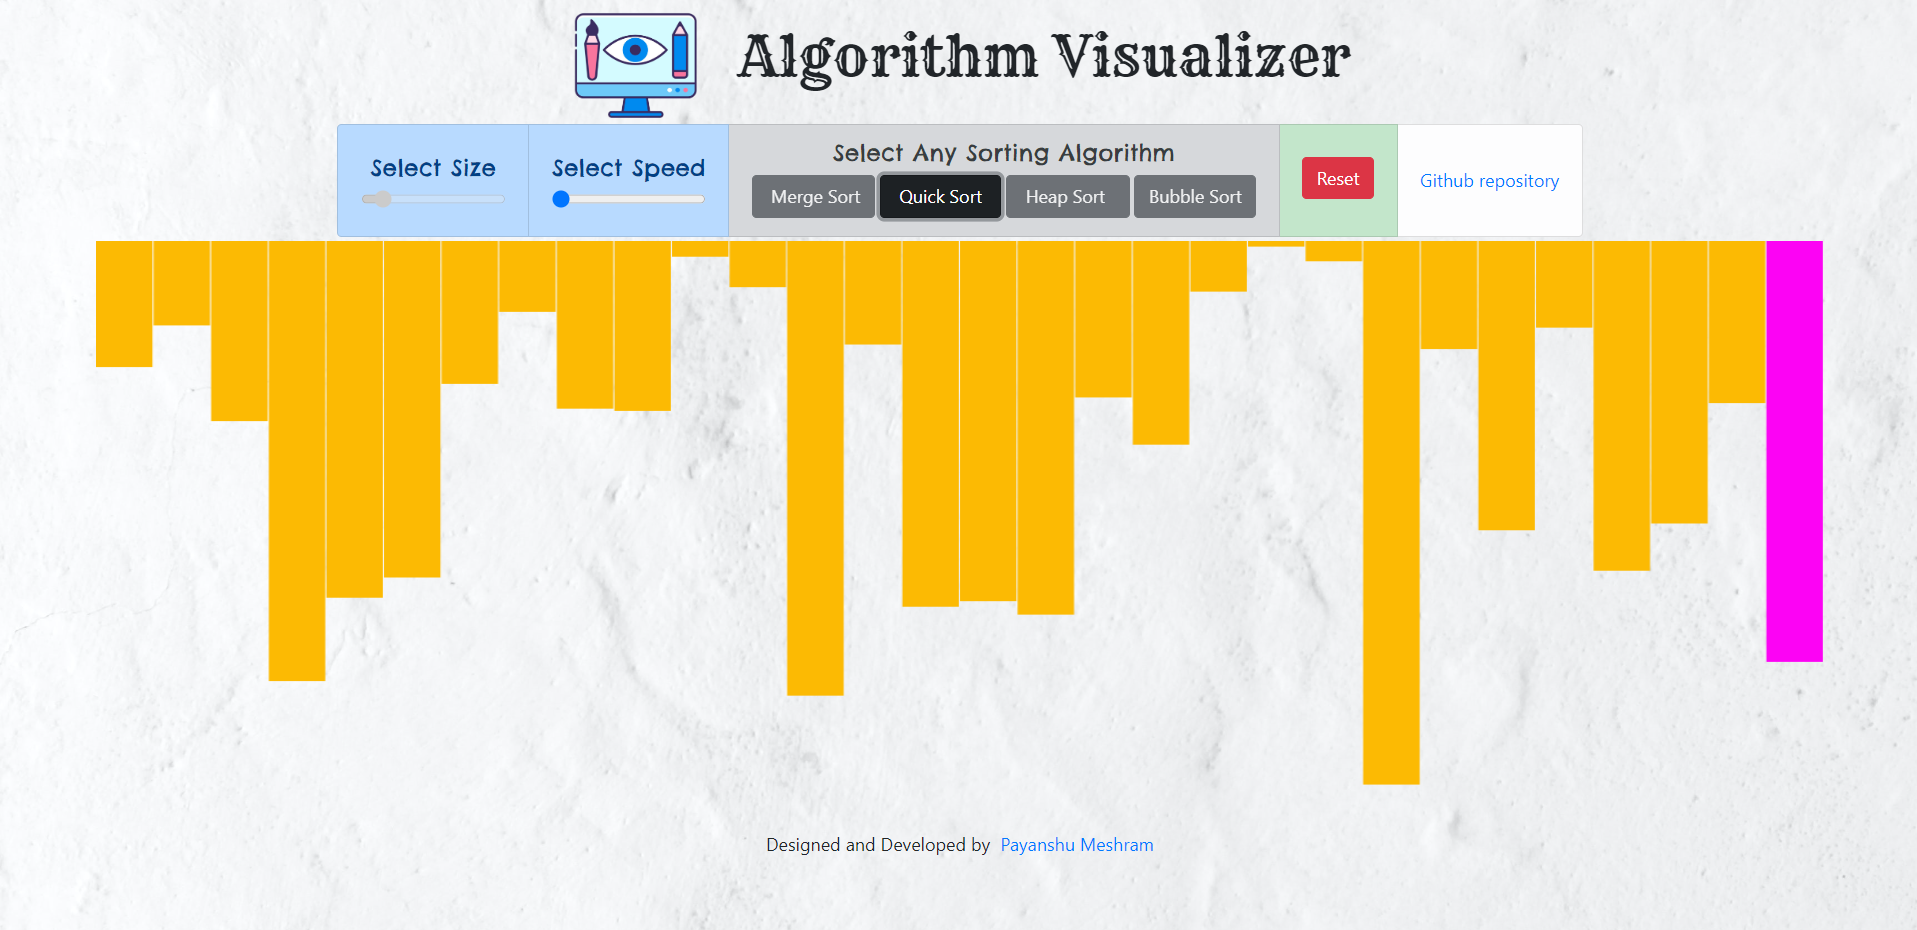 Algorithm Visualizer
Select Size
Select Speed
Select Any Sorting Algorithm
Merge Sort
Quick Sort
Heap Sort
Bubble Sort
Reset
Github repository
Designed and Developed by Payanshu Meshram